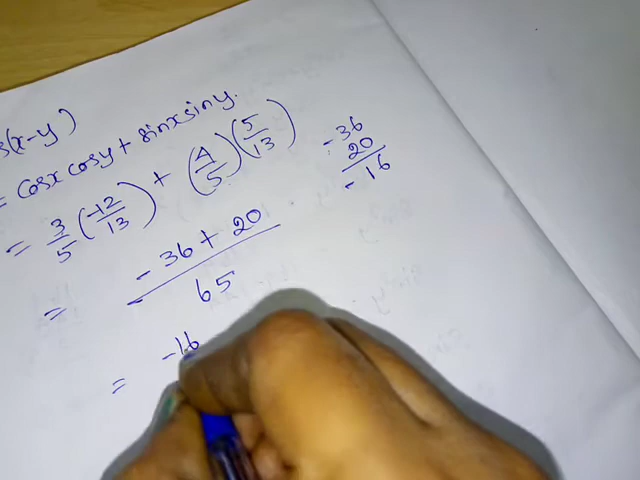 s(x-y)
= cosx cosy + sinx siny.
= 3/5 (-12/13) + (4/5)(5/13)
= -36 + 20 / 65
= -16
- 36
20
- 16